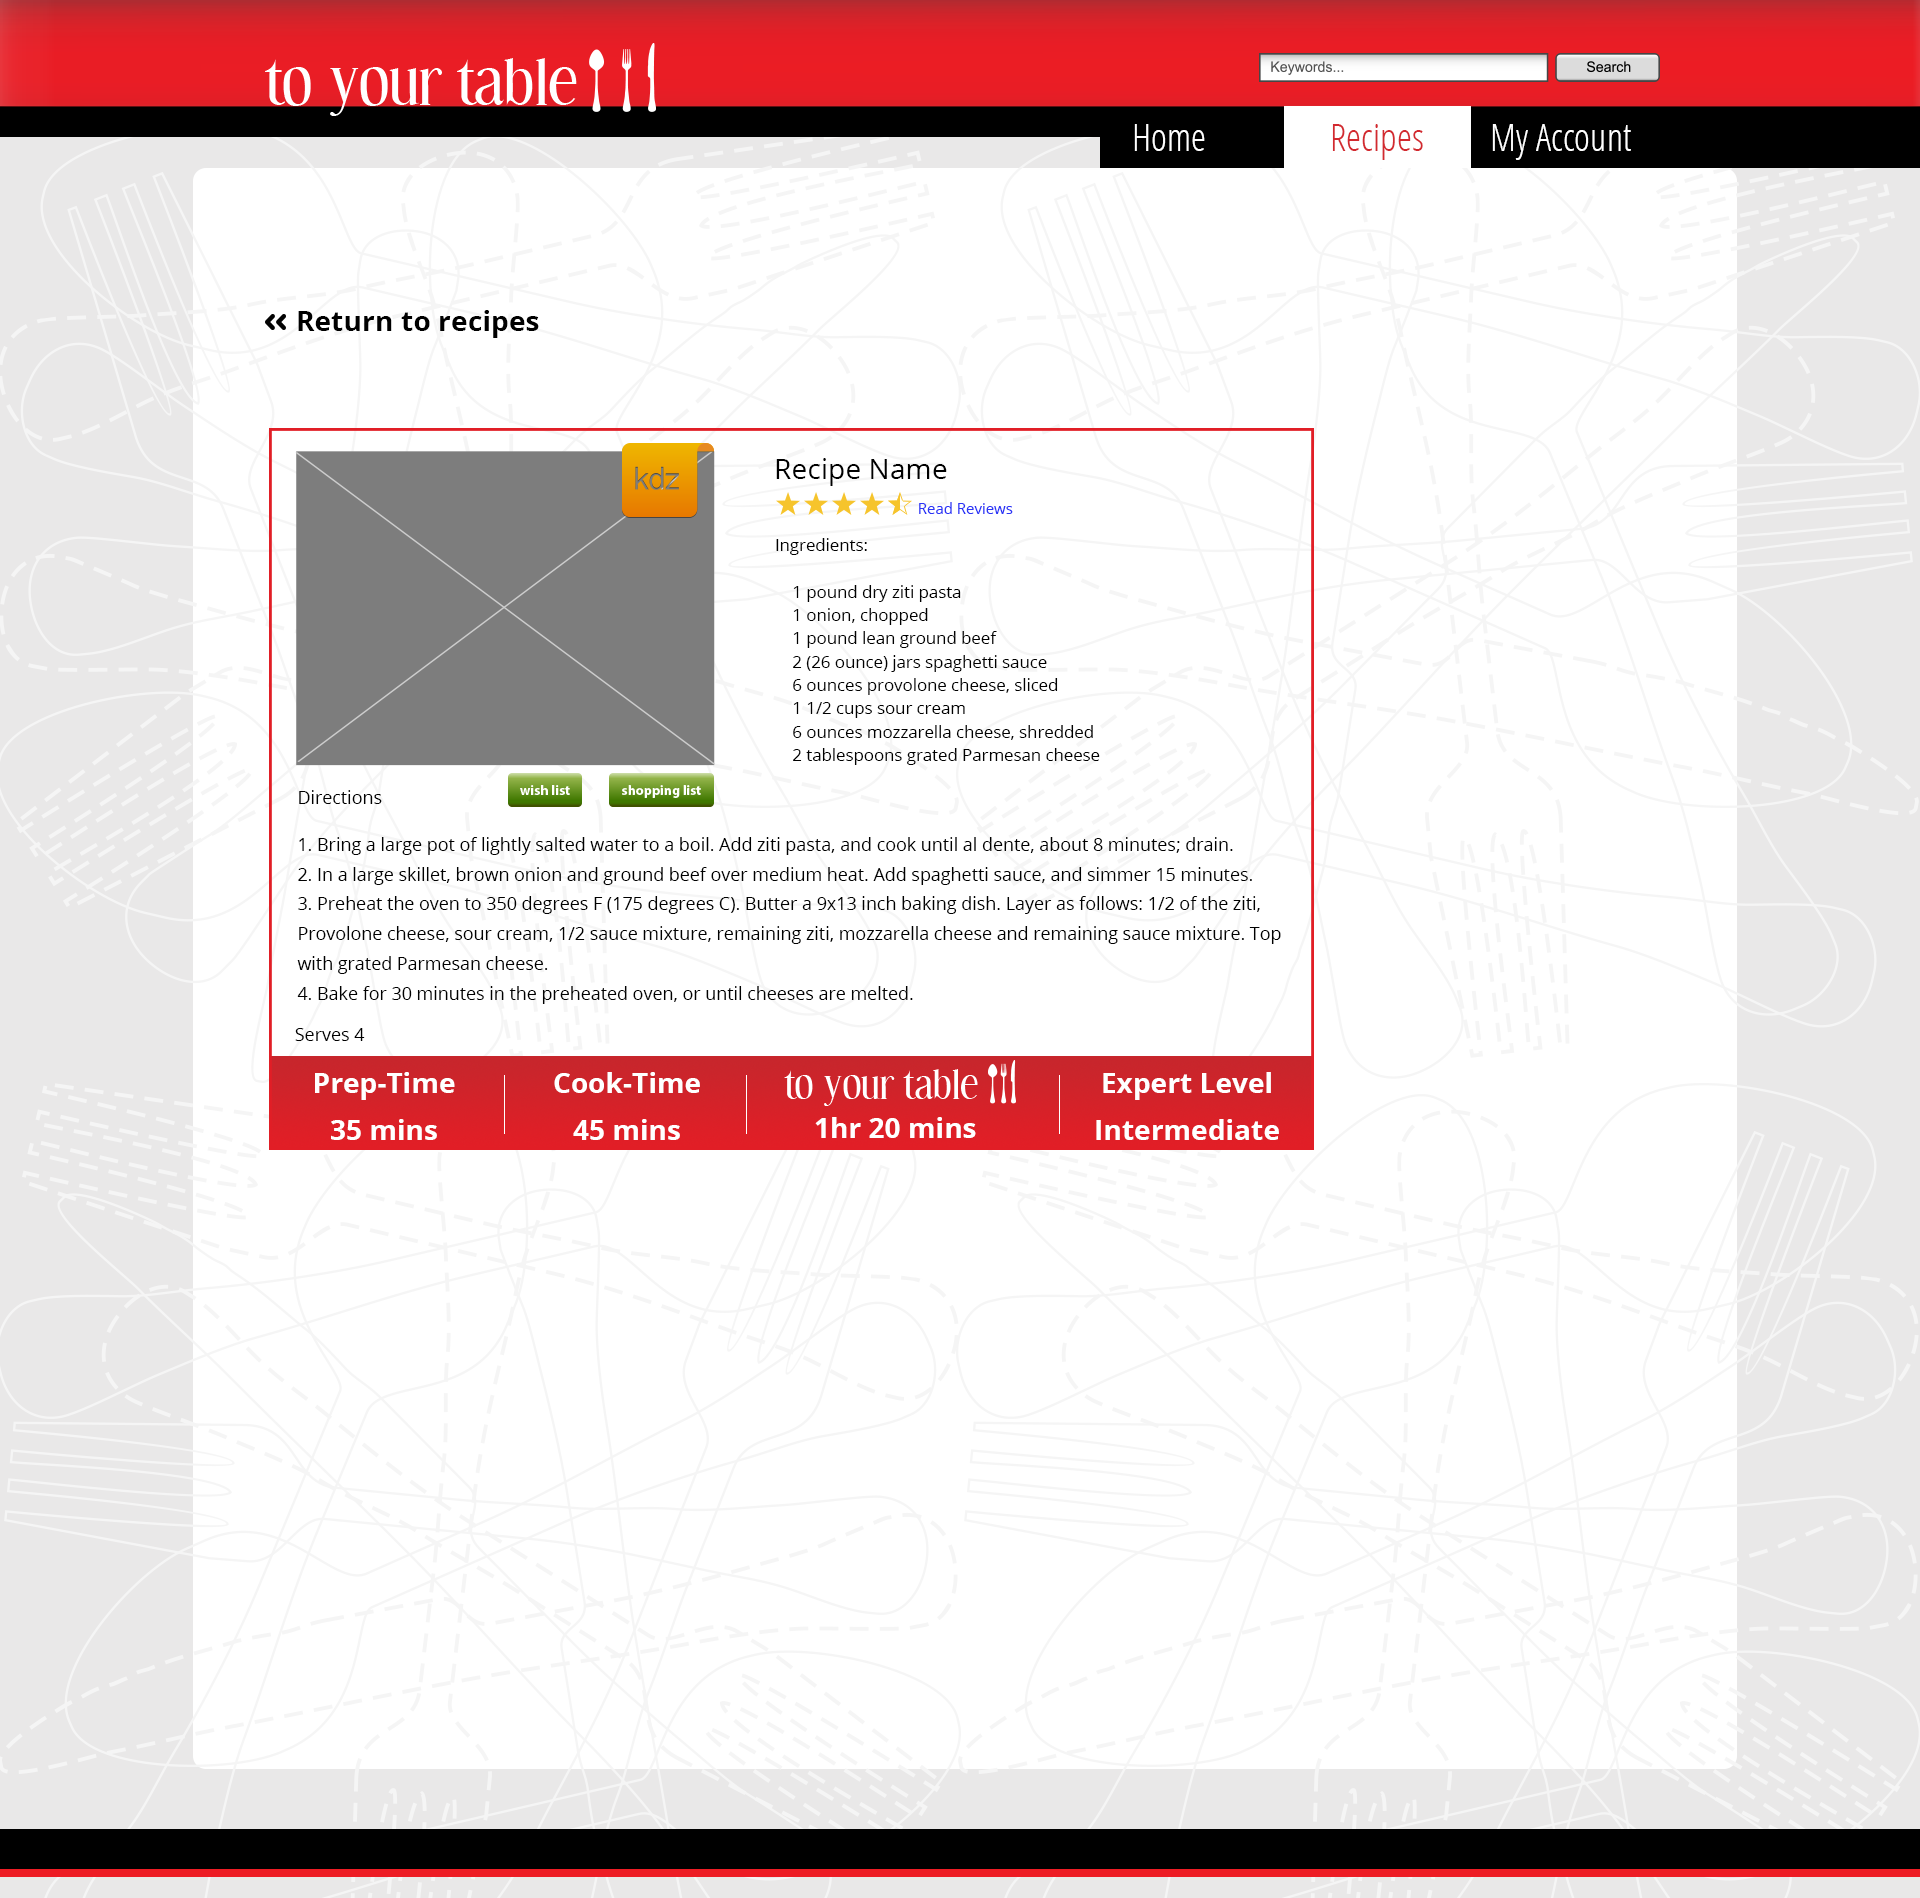 to your table
Keywords...
Search
Home
Recipes
My Account
« Return to recipes
kdz
Recipe Name
Read Reviews
Ingredients:
1 pound dry ziti pasta
1 onion, chopped
1 pound lean ground beef
2 (26 ounce) jars spaghetti sauce
6 ounces provolone cheese, sliced
1 1/2 cups sour cream
6 ounces mozzarella cheese, shredded
2 tablespoons grated Parmesan cheese
wish list
shopping list
Directions
1. Bring a large pot of lightly salted water to a boil. Add ziti pasta, and cook until al dente, about 8 minutes; drain.
2. In a large skillet, brown onion and ground beef over medium heat. Add spaghetti sauce, and simmer 15 minutes.
3. Preheat the oven to 350 degrees F (175 degrees C). Butter a 9x13 inch baking dish. Layer as follows: 1/2 of the ziti,
Provolone cheese, sour cream, 1/2 sauce mixture, remaining ziti, mozzarella cheese and remaining sauce mixture. Top
with grated Parmesan cheese.
4. Bake for 30 minutes in the preheated oven, or until cheeses are melted.
Serves 4
Prep-Time
35 mins
Cook-Time
45 mins
to your table
1hr 20 mins
Expert Level
Intermediate